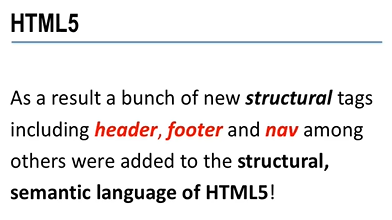 HTML5
As a result a bunch of new structural tags
including header, footer and nav among
others were added to the structural,
semantic language of HTML5!